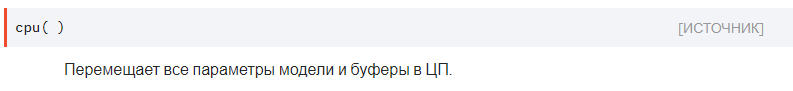 cpu( ) [ИСТОЧНИК]
Перемещает все параметры модели и буферы в ЦП.